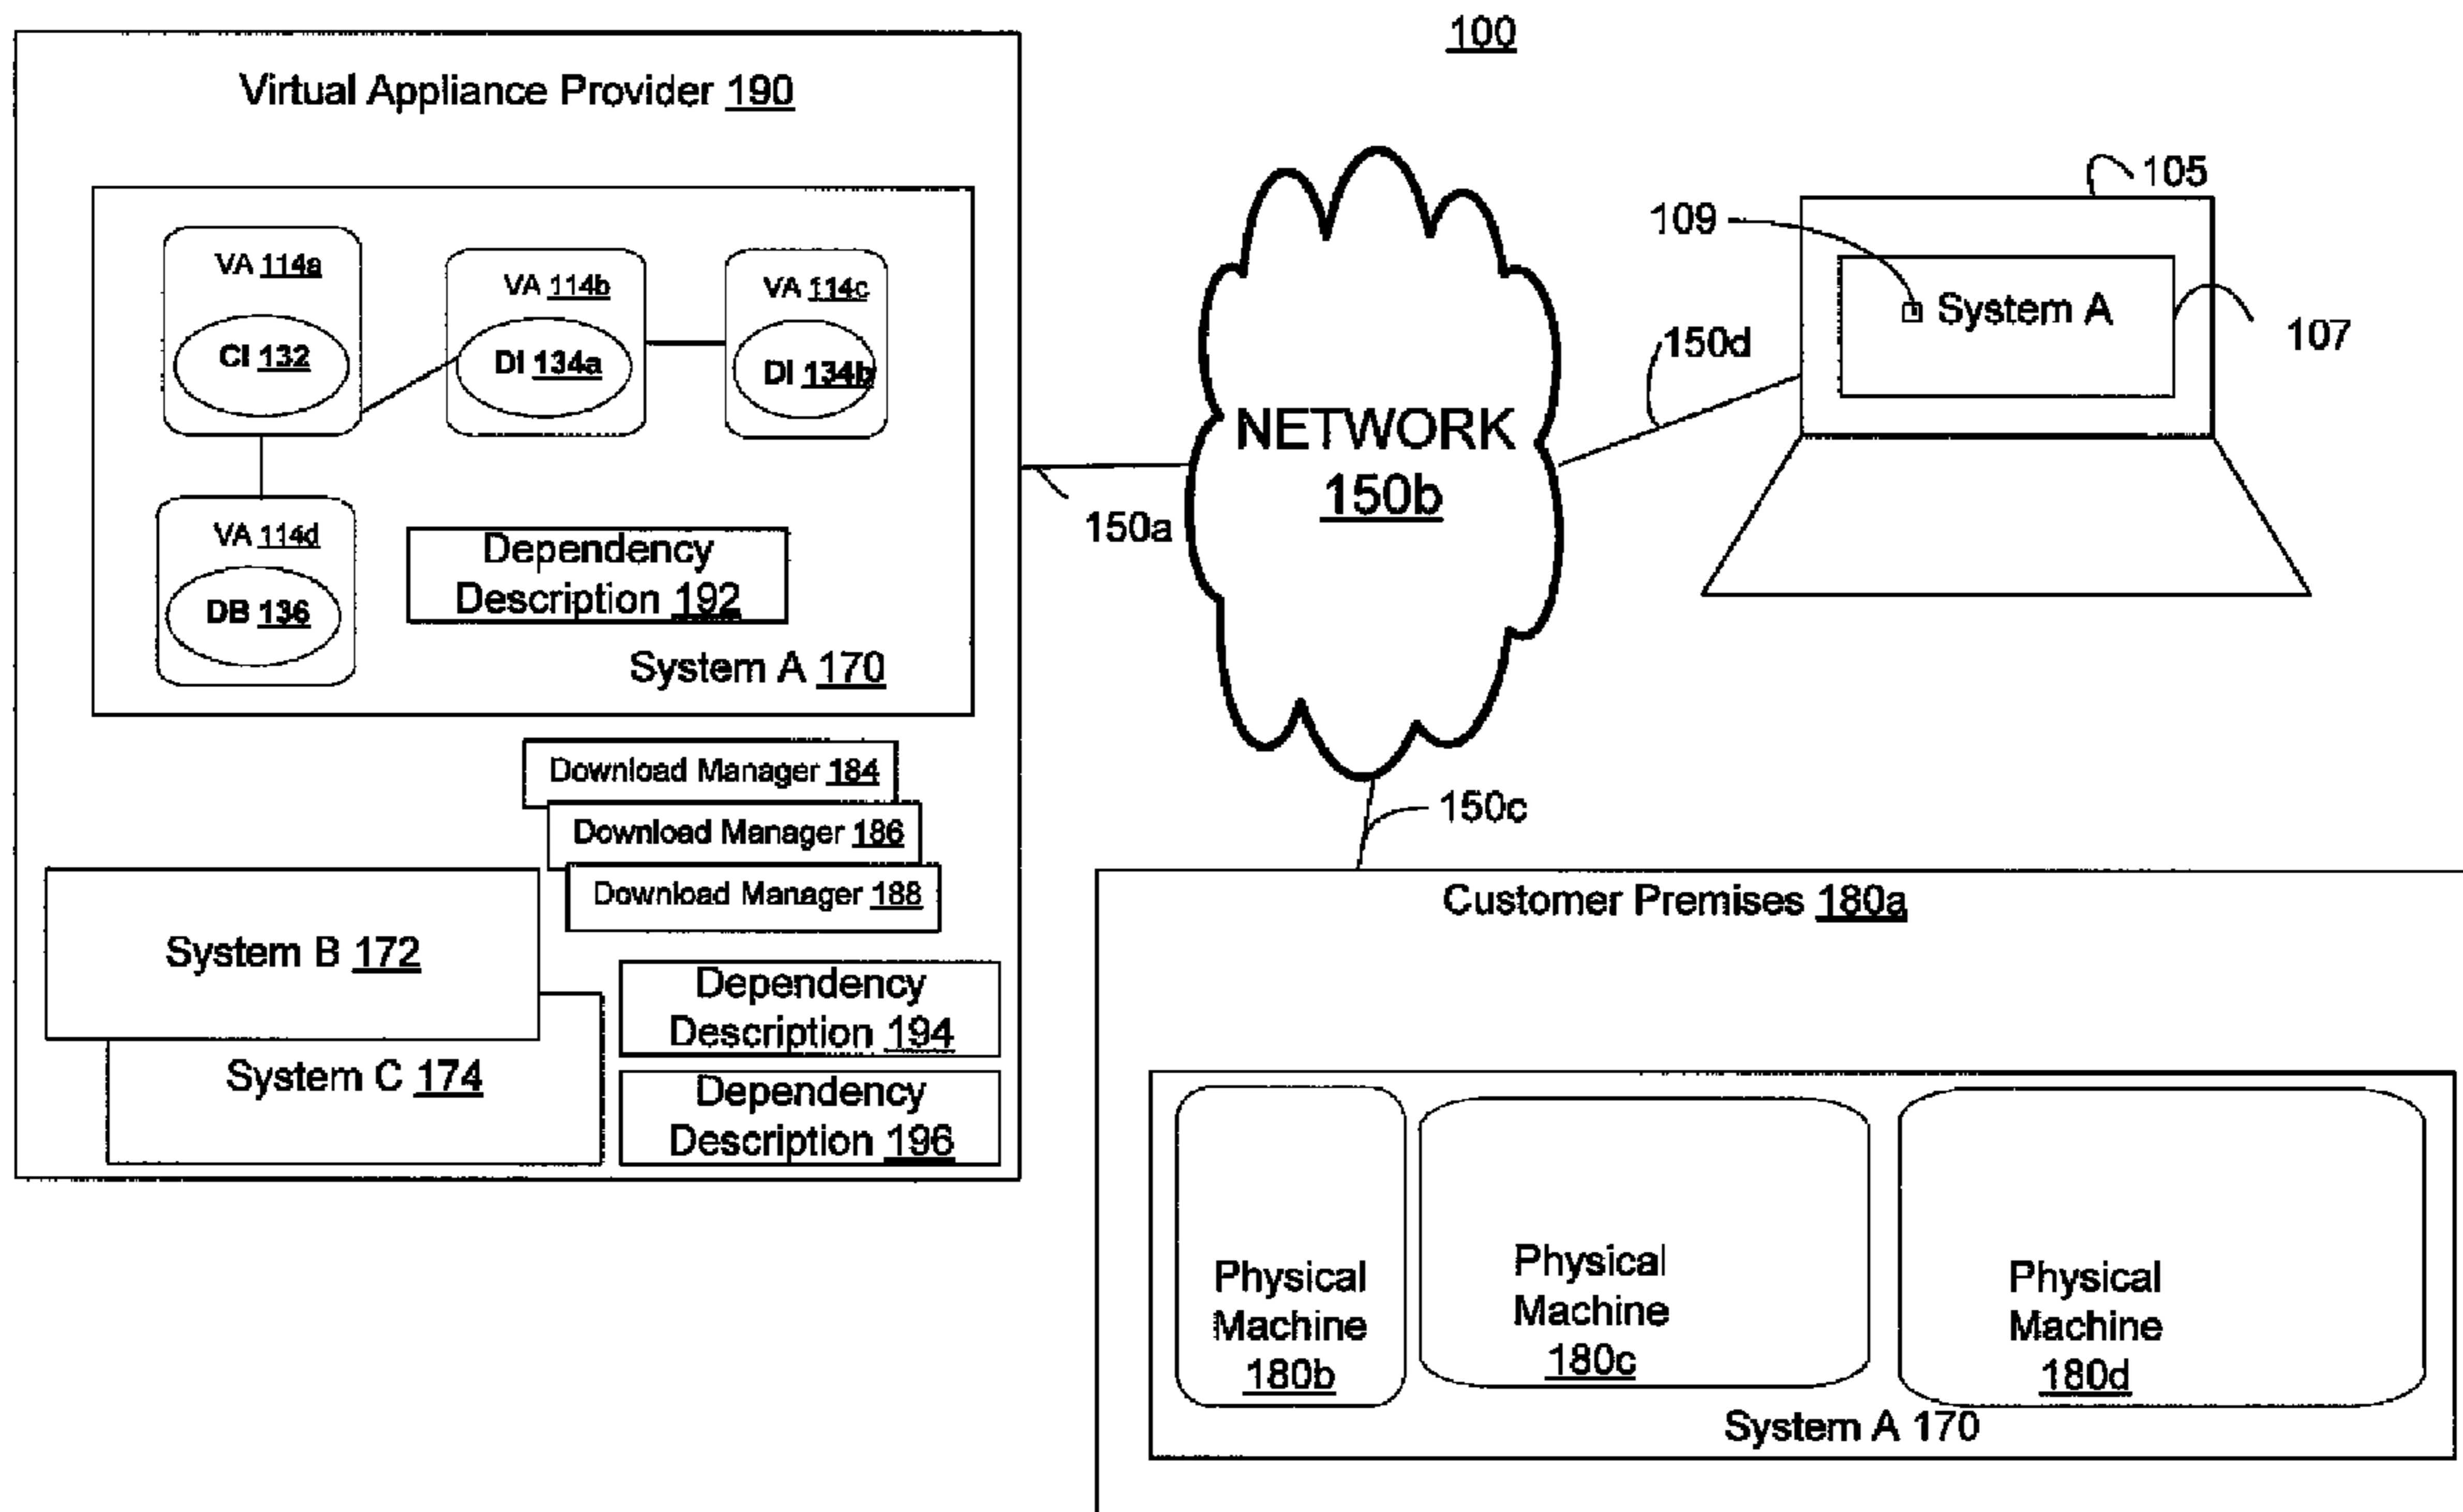 100
Virtual Appliance Provider 190
VA 114a
CI 132
VA 114b
DI 134a
VA 114c
DI 134b
VA 114d
DB 136
Dependency
Description 192
System A 170
Download Manager 184
Download Manager 186
Download Manager 188
System B 172
System C 174
Dependency
Description 194
Dependency
Description 196
150a
NETWORK
150b
150c
150d
105
109
System A
107
Customer Premises 180a
Physical
Machine
180b
Physical
Machine
180c
Physical
Machine
180d
System A 170